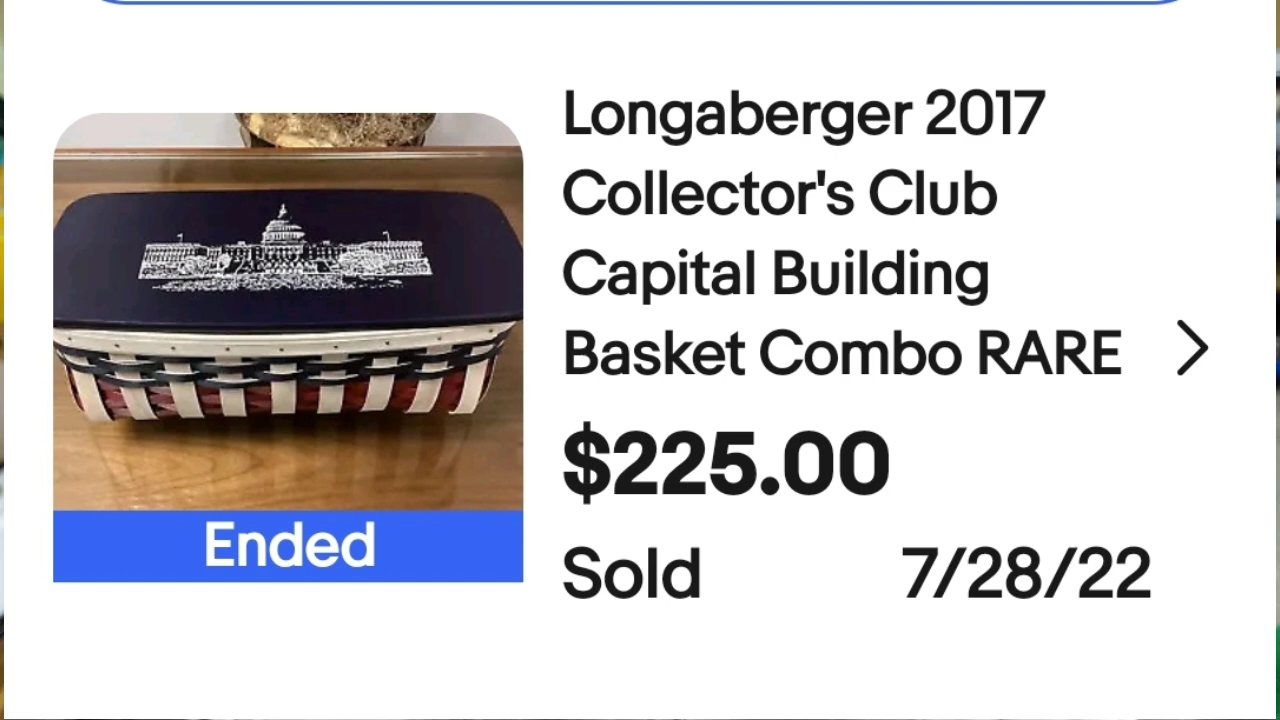 Longaberger 2017
Collector's Club
Capital Building
Basket Combo RARE
$225.00
Ended
Sold 7/28/22